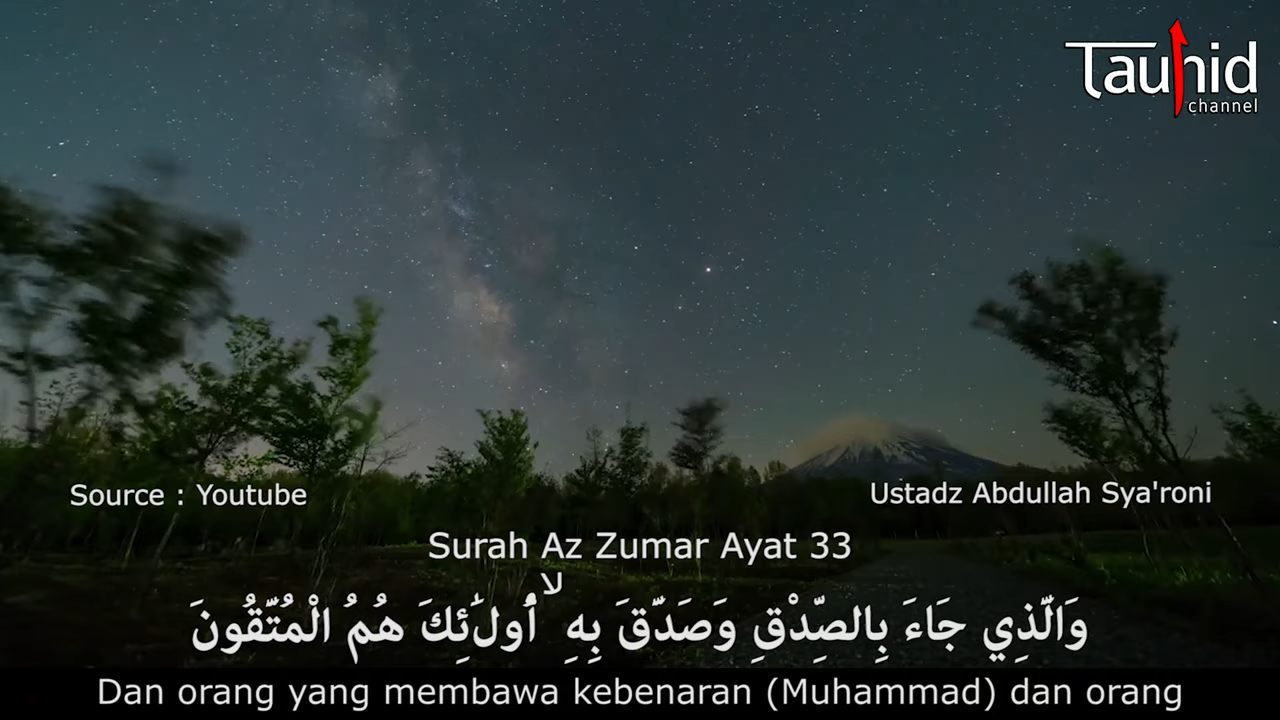 Tauhid
channel
Source : Youtube
Ustadz Abdullah Sya'roni
Surah Az Zumar Ayat 33
وَالَّذِي جَاءَ بِالصِّدْقِ وَصَدَّقَ بِهِ ۙ أُولَٰئِكَ هُمُ الْمُتَّقُونَ
Dan orang yang membawa kebenaran (Muhammad) dan orang